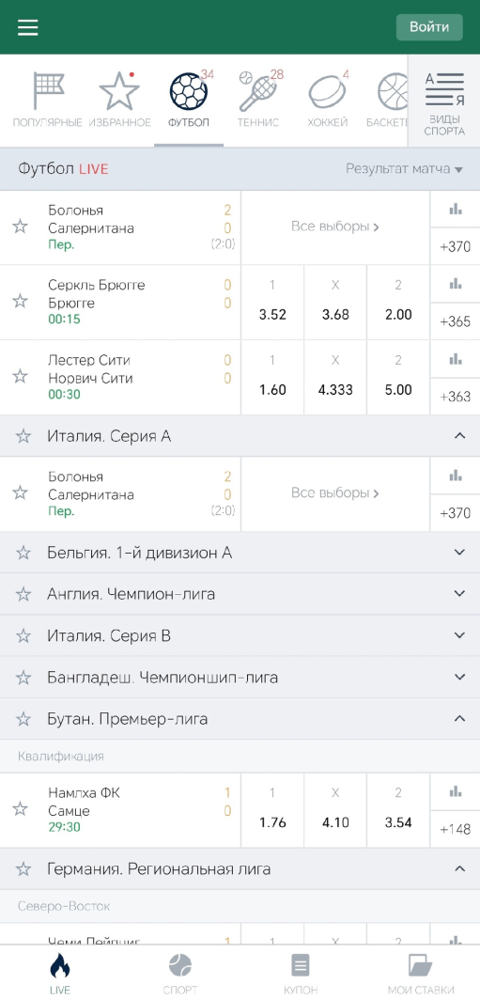 Войти
34
28
4
А
Я
ПОПУЛЯРНЫЕ
ИЗБРАННОЕ
ФУТБОЛ
ТЕННИС
ХОККЕЙ
БАСКЕТ
ВИДЫ
СПОРТА
Футбол LIVE
Результат матча
Болонья 2
Салернитана 0
Пер. (2:0)
Все выборы >
+370
Серкль Брюгге 0
Брюгге 0
00:15
1 X 2
3.52 3.68 2.00
+365
Лестер Сити 0
Норвич Сити 0
00:30
1 X 2
1.60 4.333 5.00
+363
Италия. Серия А
Болонья 2
Салернитана 0
Пер. (2:0)
Все выборы >
+370
Бельгия. 1-й дивизион А
Англия. Чемпион-лига
Италия. Серия В
Бангладеш. Чемпионшип-лига
Бутан. Премьер-лига
Квалификация
Намлха ФК 1
Самце 0
29:30
1 X 2
1.76 4.10 3.54
+148
Германия. Региональная лига
Северо-Восток
Чеми Лейпциг 1
1 X 2
LIVE
СПОРТ
КУПОН
МОИ СТАВКИ